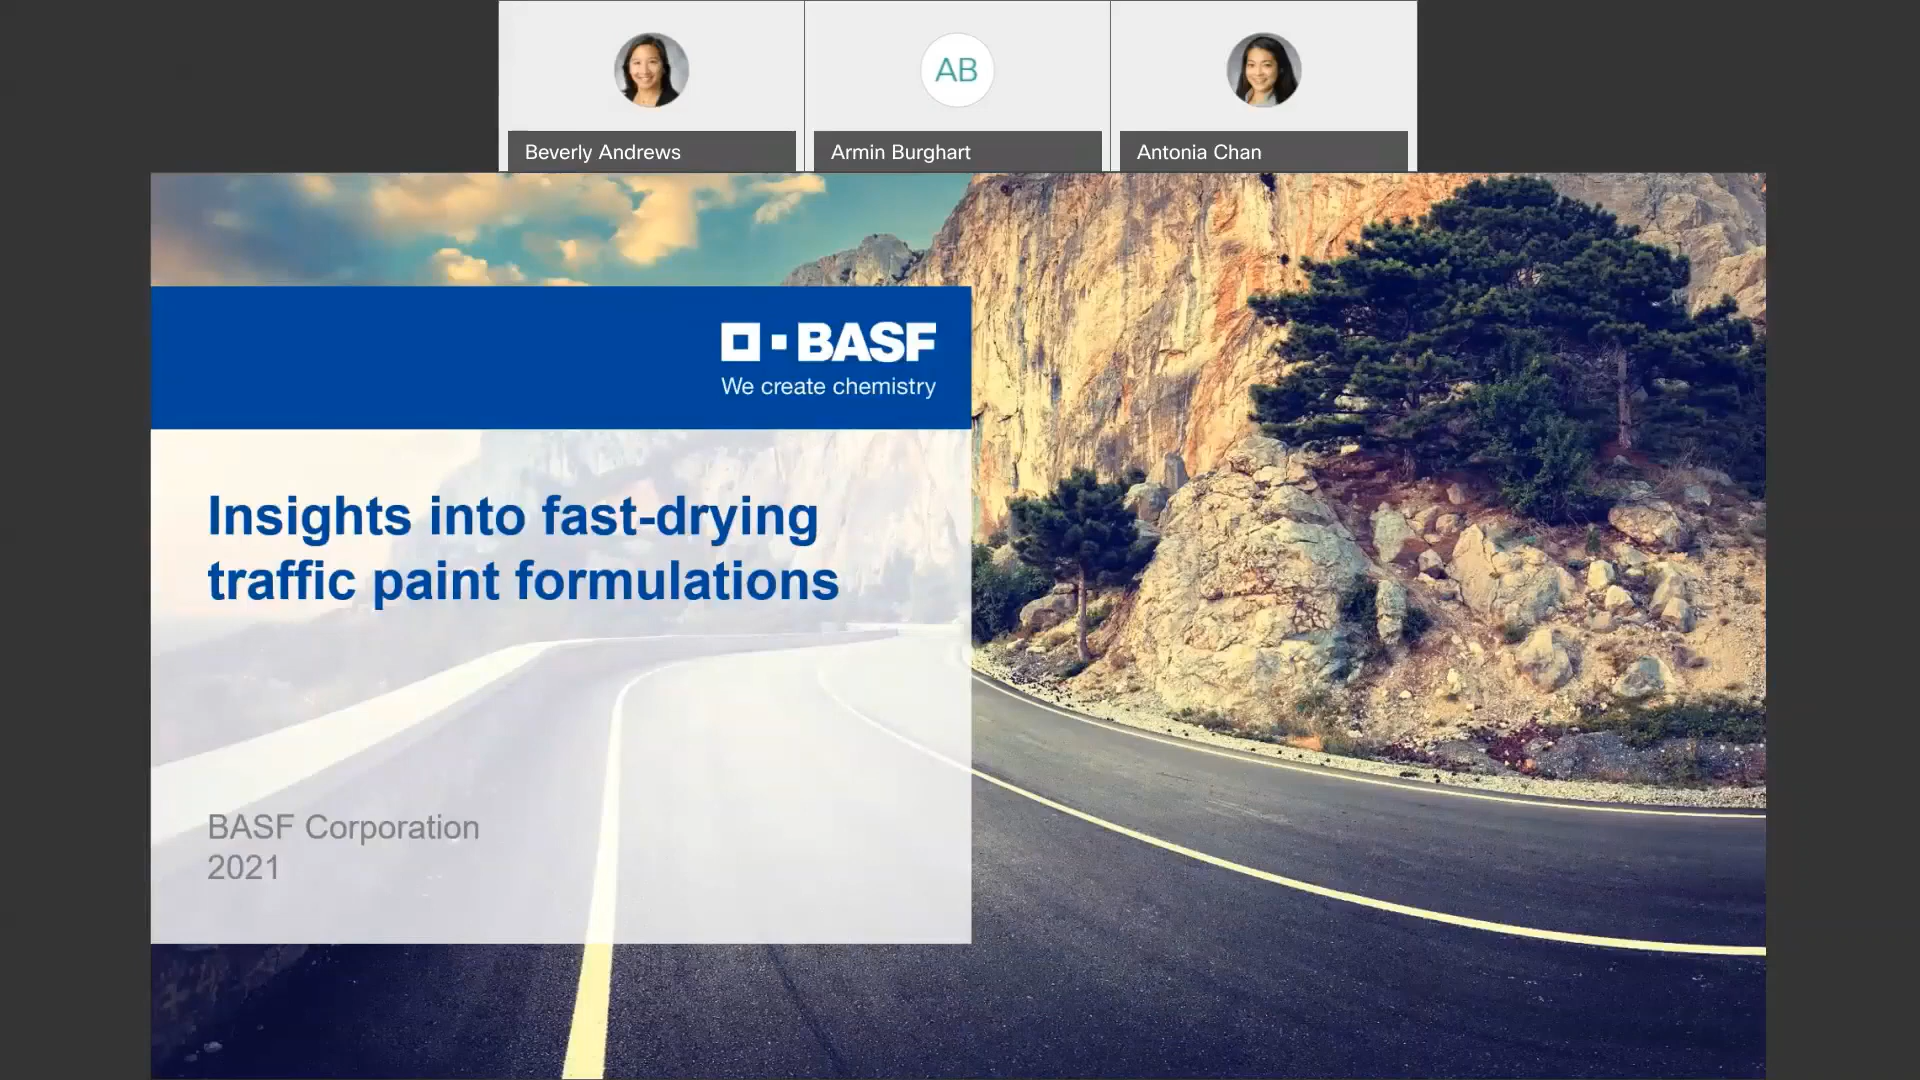 Beverly Andrews
AB
Armin Burghart
Antonia Chan
BASF
We create chemistry
Insights into fast-drying
traffic paint formulations
BASF Corporation
2021